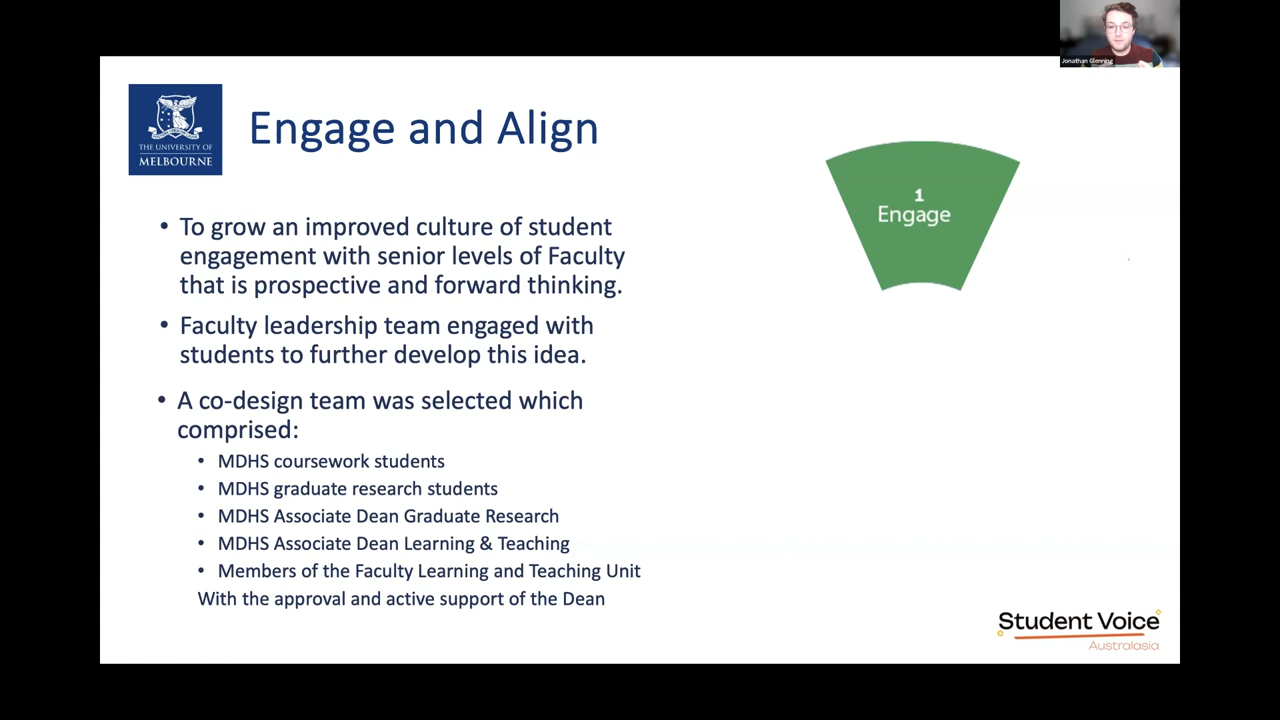 Jonathan Glenning
THE UNIVERSITY OF
MELBOURNE
Engage and Align
1
Engage
• To grow an improved culture of student
engagement with senior levels of Faculty
that is prospective and forward thinking.
• Faculty leadership team engaged with
students to further develop this idea.
• A co-design team was selected which
comprised:
• MDHS coursework students
• MDHS graduate research students
• MDHS Associate Dean Graduate Research
• MDHS Associate Dean Learning & Teaching
• Members of the Faculty Learning and Teaching Unit
With the approval and active support of the Dean
Student Voice
Australasia